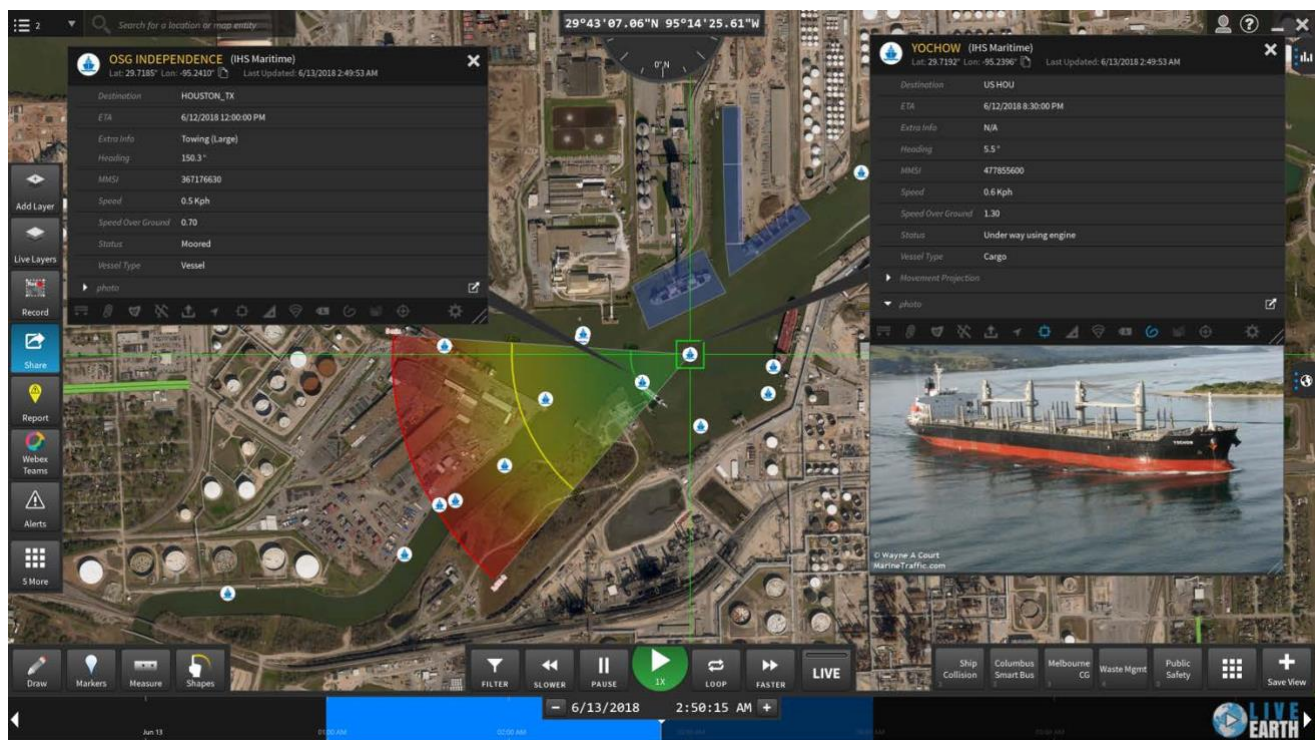 2
Search for a location or map entity
29°43'07.06"N 95°14'25.61"W
0° N
OSG INDEPENDENCE (IHS Maritime)
Lat: 29.7185° Lon: -95.2410° Last Updated: 6/13/2018 2:49:53 AM
Destination HOUSTON_TX
ETA 6/12/2018 12:00:00 PM
Extra Info Towing (Large)
Heading 150.3°
MMSI 367176630
Speed 0.5 Kph
Speed Over Ground 0.70
Status Moored
Vessel Type Vessel
photo
YOCHOW (IHS Maritime)
Lat: 29.7192° Lon: -95.2396° Last Updated: 6/13/2018 2:49:53 AM
Destination US HOU
ETA 6/12/2018 8:30:00 PM
Extra Info N/A
Heading 5.5°
MMSI 477855600
Speed 0.6 Kph
Speed Over Ground 1.30
Status Under way using engine
Vessel Type Cargo
Movement Projection
photo
YOCHOW
© Wayne A Court
MarineTraffic.com
Add Layer
Live Layers
Record
Share
Report
Webex
Teams
Alerts
5 More
Draw
Markers
Measure
Shapes
FILTER
SLOWER
PAUSE
1X
LOOP
FASTER
LIVE
Ship
Collision
Columbus
Smart Bus
Melbourne
CG
Waste Mgmt
Public
Safety
Save View
6/13/2018 2:50:15 AM
Jun 13
02:00 AM
LIVE
EARTH